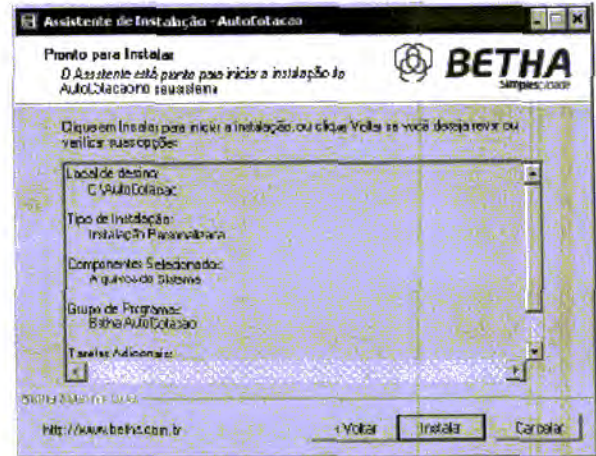 Assistente de Instalação - AutoCotacao
Pronto para Instalar
O Assistente está pronto para iniciar a instalação do
AutoCotacao no seu sistema
BETHA
Simplescidade
Clique em Instalar para iniciar a instalação, ou clique Voltar se você deseja rever ou
verificar suas opções
Local de destino:
C:\AutoCotacao
Tipo de Instalação:
Instalação Personalizada
Componentes Selecionados:
Arquivos do Sistema
Grupo de Programas:
Betha AutoCotacao
Tarefas Adicionais:
http://www.betha.com.br
< Voltar
Instalar
Cancelar